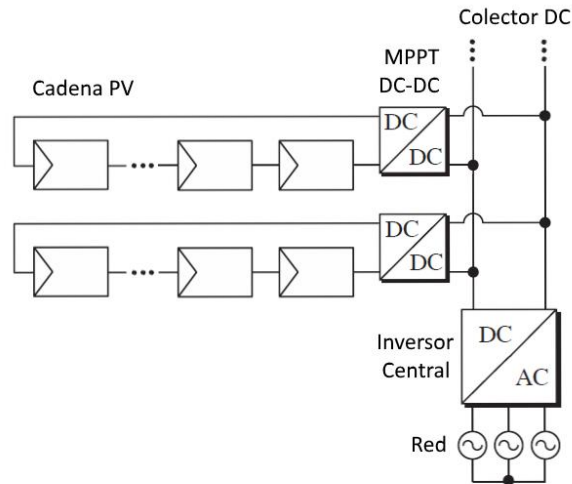 Colector DC
MPPT
DC-DC
Cadena PV
DC
DC
DC
DC
Inversor
Central
DC
AC
Red